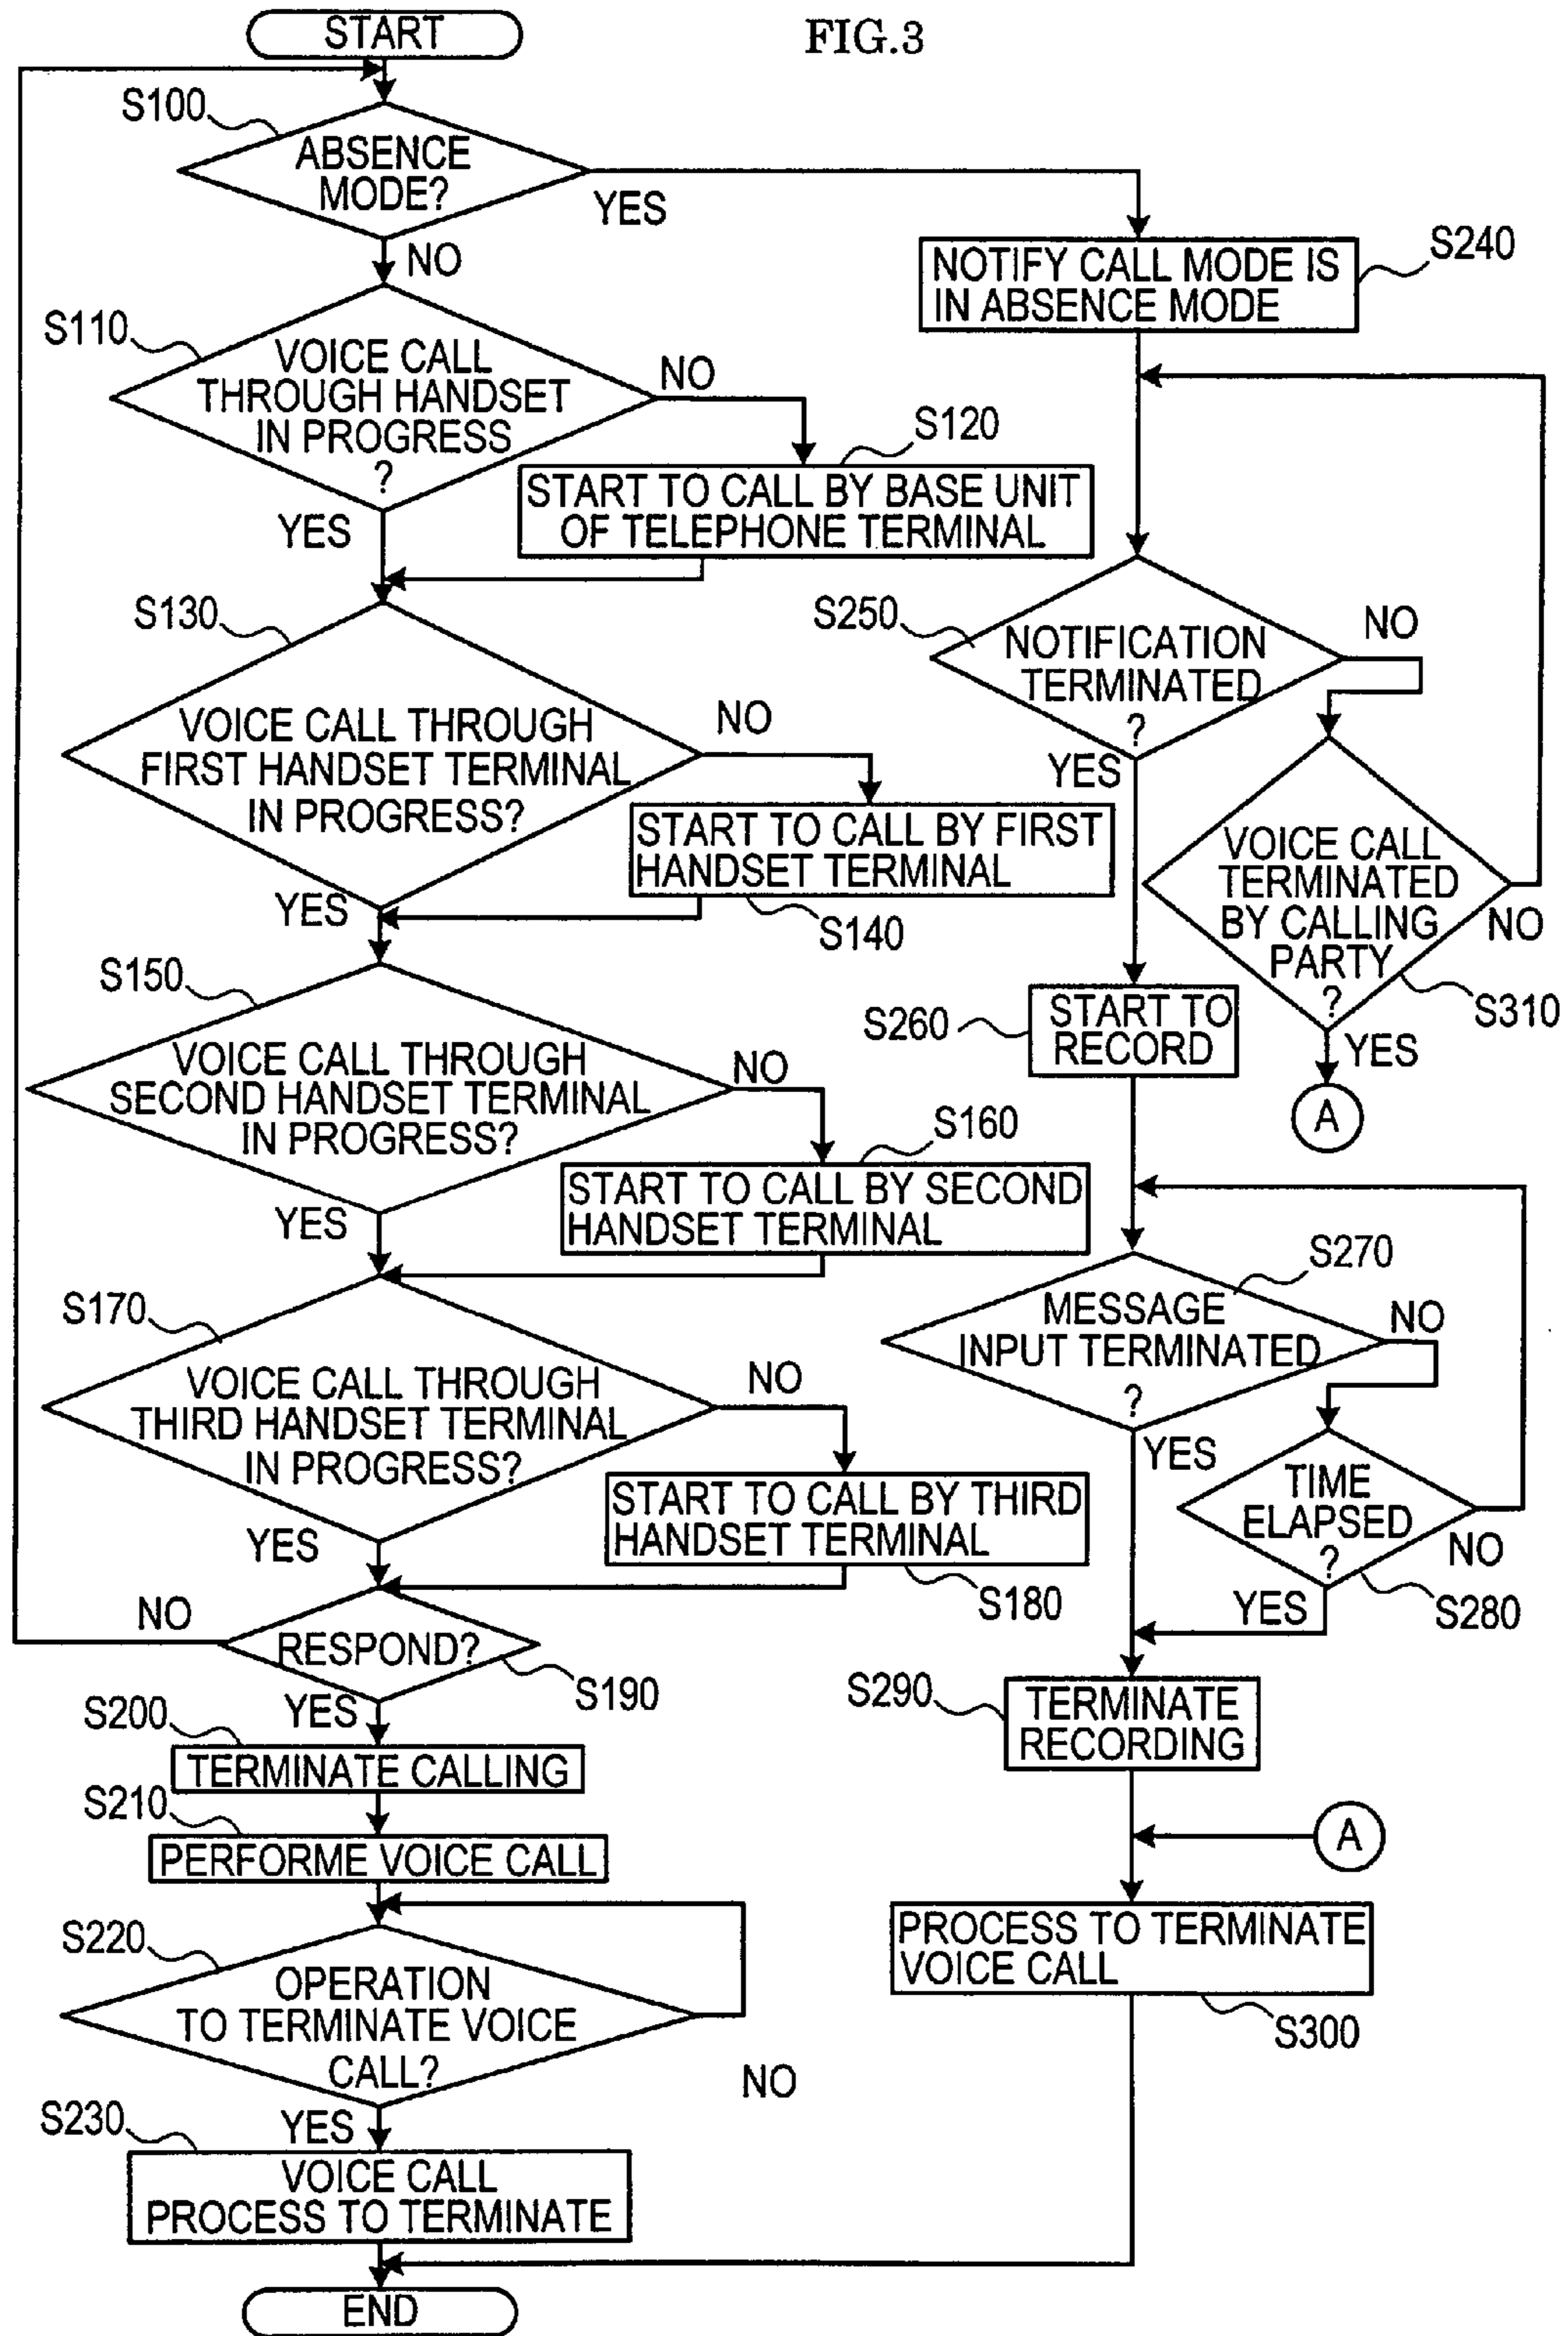 FIG.3
START
S100
ABSENCE
MODE?
YES
NO
S110
VOICE CALL
THROUGH HANDSET
IN PROGRESS
?
NO
YES
S120
START TO CALL BY BASE UNIT
OF TELEPHONE TERMINAL
S130
VOICE CALL THROUGH
FIRST HANDSET TERMINAL
IN PROGRESS?
NO
YES
START TO CALL BY FIRST
HANDSET TERMINAL
S140
S150
VOICE CALL THROUGH
SECOND HANDSET TERMINAL
IN PROGRESS?
NO
YES
S160
START TO CALL BY SECOND
HANDSET TERMINAL
S170
VOICE CALL THROUGH
THIRD HANDSET TERMINAL
IN PROGRESS?
NO
YES
START TO CALL BY THIRD
HANDSET TERMINAL
S180
NO
RESPOND?
S190
YES
S200
TERMINATE CALLING
S210
PERFORME VOICE CALL
S220
OPERATION
TO TERMINATE VOICE
CALL?
NO
YES
S230
VOICE CALL
PROCESS TO TERMINATE
END
NOTIFY CALL MODE IS
IN ABSENCE MODE
S240
S250
NOTIFICATION
TERMINATED
?
NO
YES
VOICE CALL
TERMINATED
BY CALLING
PARTY
?
NO
S310
YES
A
S260
START TO
RECORD
S270
MESSAGE
INPUT TERMINATED
?
NO
YES
TIME
ELAPSED
?
NO
S280
YES
S290
TERMINATE
RECORDING
A
PROCESS TO TERMINATE
VOICE CALL
S300